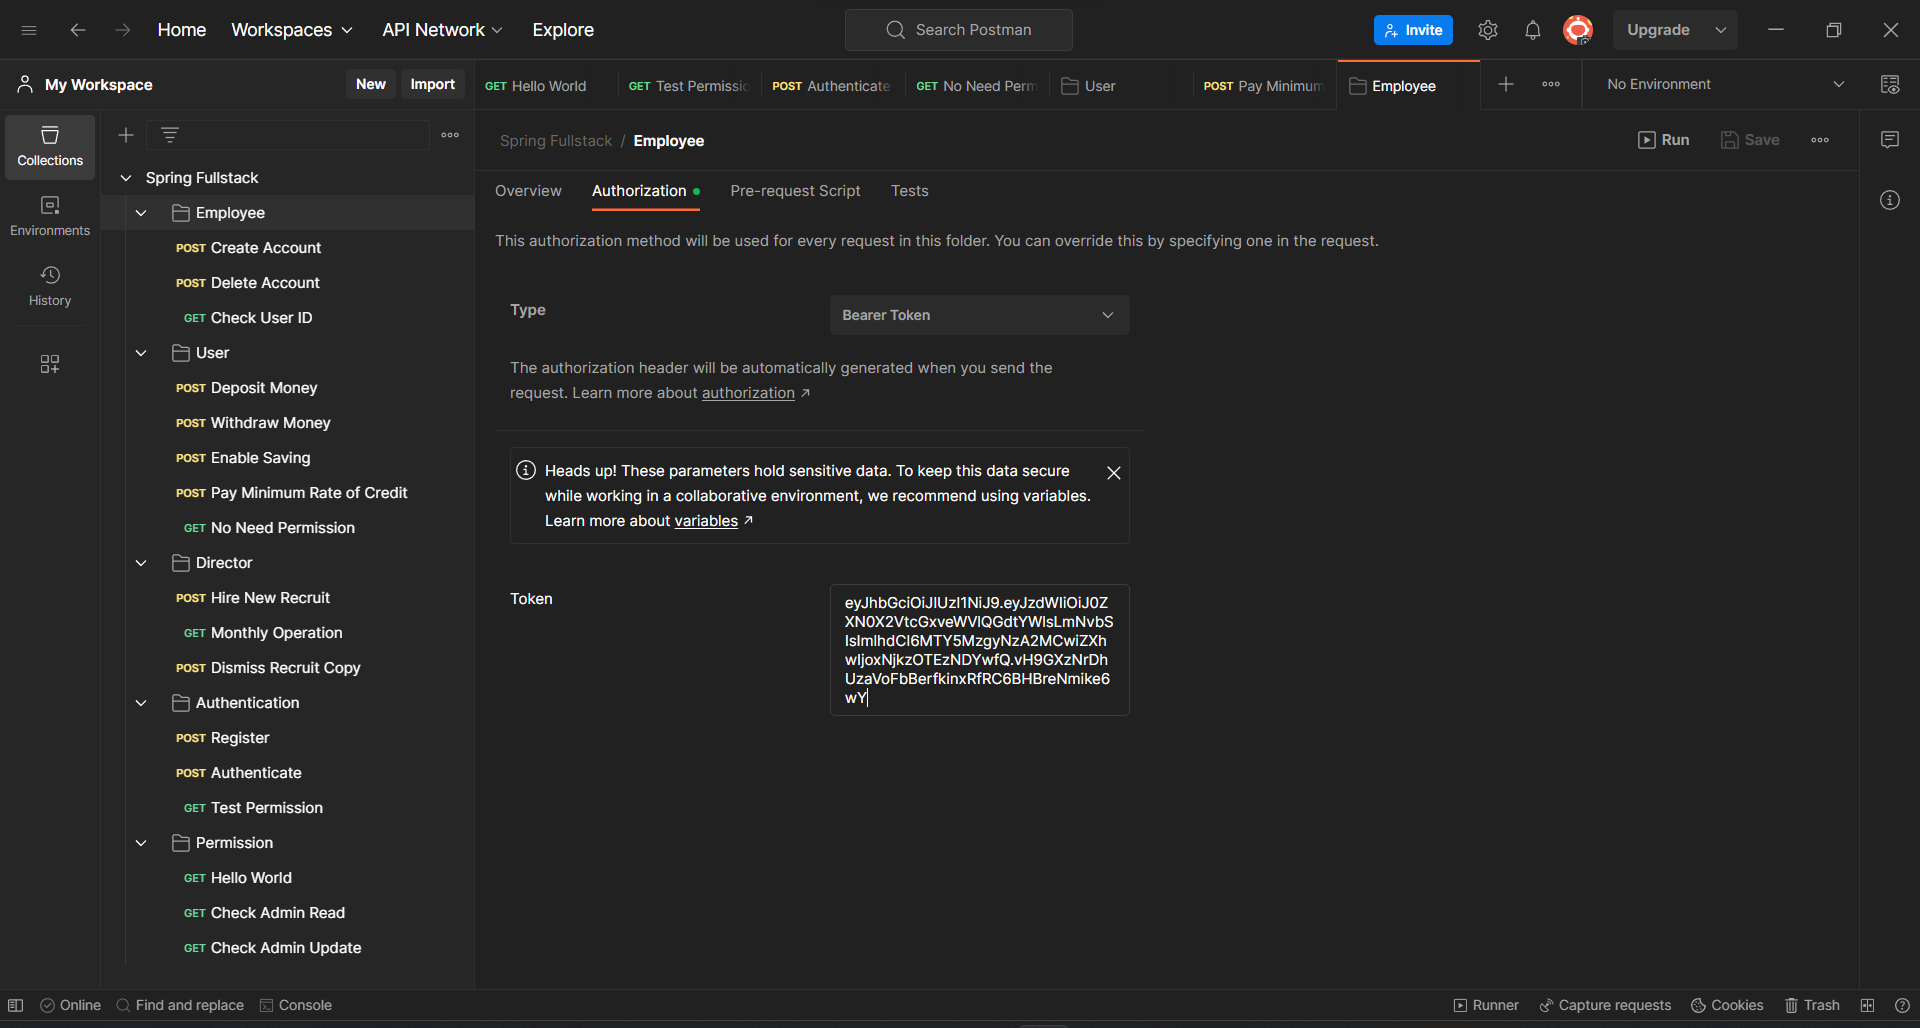 Home Workspaces API Network Explore Search Postman Invite Upgrade
My Workspace New Import
GET Hello World GET Test Permissic POST Authenticate GET No Need Perm User POST Pay Minimum Employee No Environment
Collections
Environments
History
Spring Fullstack
Employee
POST Create Account
POST Delete Account
GET Check User ID
User
POST Deposit Money
POST Withdraw Money
POST Enable Saving
POST Pay Minimum Rate of Credit
GET No Need Permission
Director
POST Hire New Recruit
GET Monthly Operation
POST Dismiss Recruit Copy
Authentication
POST Register
POST Authenticate
GET Test Permission
Permission
GET Hello World
GET Check Admin Read
GET Check Admin Update
Spring Fullstack / Employee Run Save
Overview Authorization Pre-request Script Tests
This authorization method will be used for every request in this folder. You can override this by specifying one in the request.
Type Bearer Token
The authorization header will be automatically generated when you send the
request. Learn more about authorization ↗
Heads up! These parameters hold sensitive data. To keep this data secure
while working in a collaborative environment, we recommend using variables.
Learn more about variables ↗
Token
eyJhbGciOiJIUzI1NiJ9.eyJzdWIiOiJ0Z
XN0X2VtcGxveWVlQGdtYWlsLmNvbS
IsImlhdCI6MTY5MzgyNzA2MCwiZXh
wIjoxNjkzOTEzNDYwfQ.vH9GXzNrDh
UzaVoFbBerfkinxRfRC6BHBreNmike6
wY
Online Find and replace Console Runner Capture requests Cookies Trash